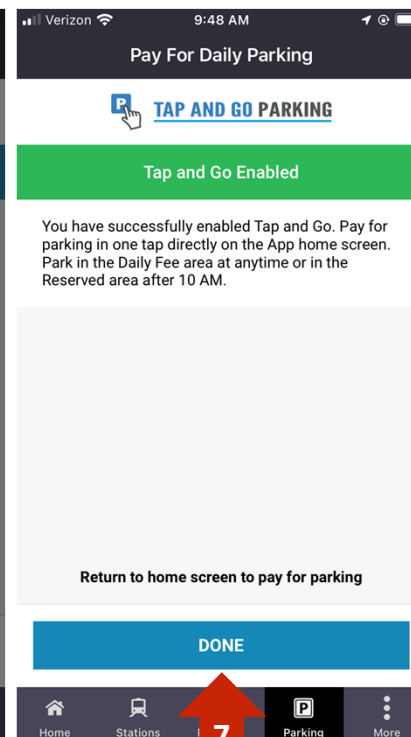 Verizon 9:48 AM
Pay For Daily Parking
P TAP AND GO PARKING
Tap and Go Enabled
You have successfully enabled Tap and Go. Pay for
parking in one tap directly on the App home screen.
Park in the Daily Fee area at anytime or in the
Reserved area after 10 AM.
Return to home screen to pay for parking
DONE
7
P
Home Stations Parking More